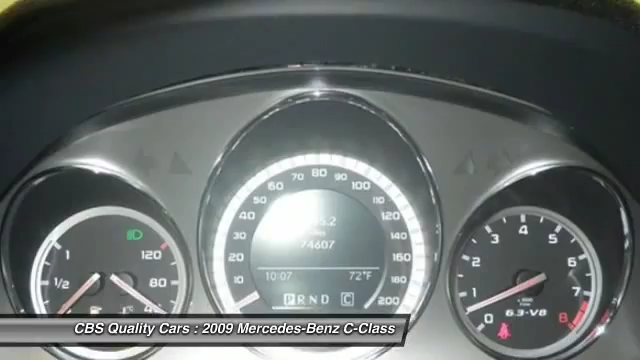 60 70 80 90 100
50 120
40 140
30 160
20 180
10 200
74607
10:07 72°F
P R N D C
1 120
1/2 80
40
1 2 3 4 5 6 7 8
6.3-V8
CBS Quality Cars : 2009 Mercedes-Benz C-Class